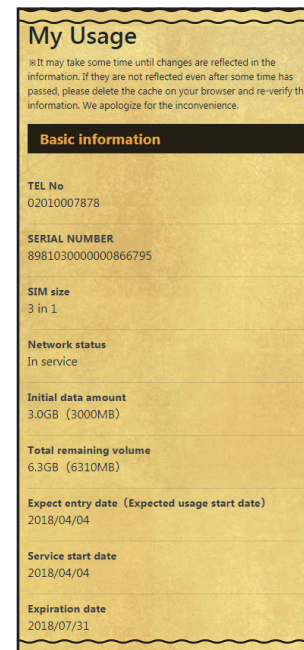 My Usage
※It may take some time until changes are reflected in the
information. If they are not reflected even after some time has
passed, please delete the cache on your browser and re-verify th
information. We apologize for the inconvenience.
Basic information
TEL No
02010007878
SERIAL NUMBER
8981030000000866795
SIM size
3 in 1
Network status
In service
Initial data amount
3.0GB（3000MB）
Total remaining volume
6.3GB（6310MB）
Expect entry date（Expected usage start date）
2018/04/04
Service start date
2018/04/04
Expiration date
2018/07/31